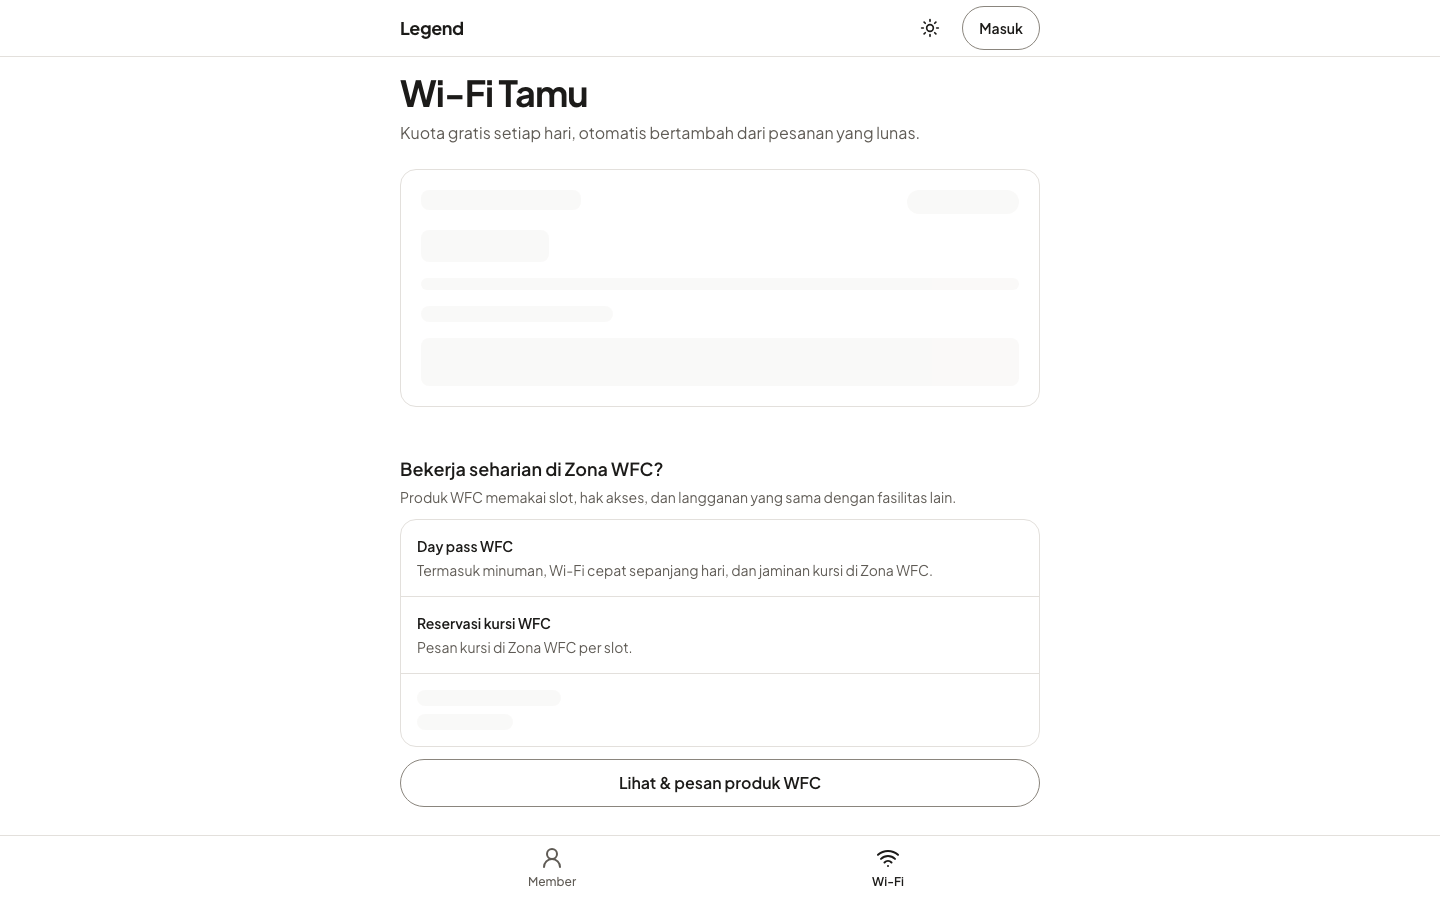 Legend
Masuk
Wi-Fi Tamu
Kuota gratis setiap hari, otomatis bertambah dari pesanan yang lunas.
Bekerja seharian di Zona WFC?
Produk WFC memakai slot, hak akses, dan langganan yang sama dengan fasilitas lain.
Day pass WFC
Termasuk minuman, Wi-Fi cepat sepanjang hari, dan jaminan kursi di Zona WFC.
Reservasi kursi WFC
Pesan kursi di Zona WFC per slot.
Lihat & pesan produk WFC
Member
Wi-Fi